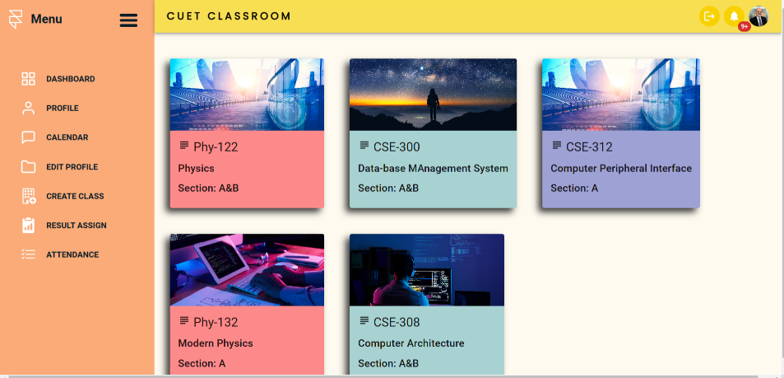 Menu
CUET CLASSROOM
9+
DASHBOARD
PROFILE
CALENDAR
EDIT PROFILE
CREATE CLASS
RESULT ASSIGN
ATTENDANCE
Phy-122
Physics
Section: A&B
CSE-300
Data-base MAnagement System
Section: A&B
CSE-312
Computer Peripheral Interface
Section: A
Phy-132
Modern Physics
Section: A
CSE-308
Computer Architecture
Section: A&B